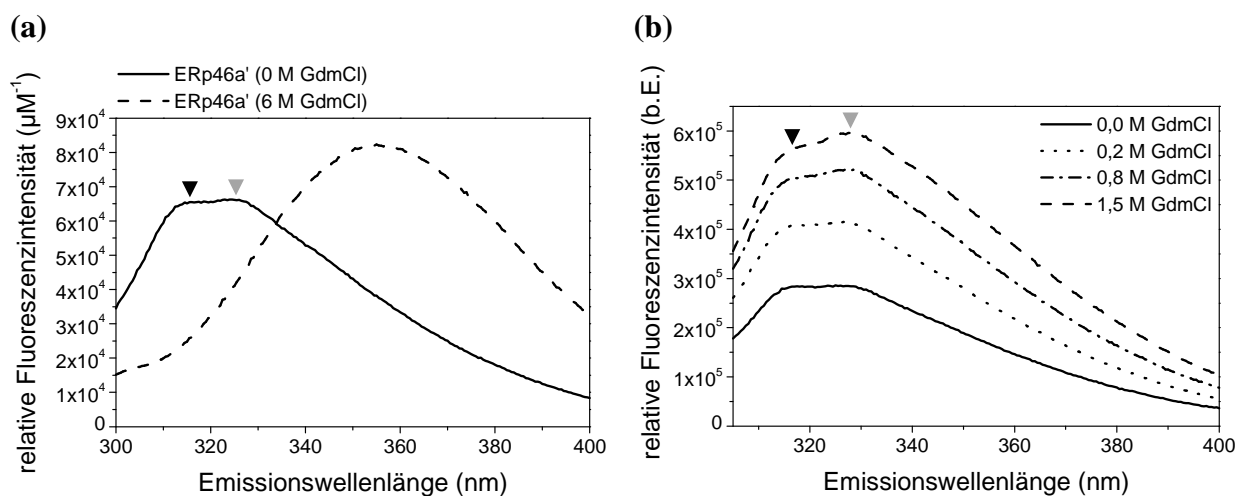 (a)
ERp46a' (0 M GdmCl)
ERp46a' (6 M GdmCl)
relative Fluoreszenzintensität (µM⁻¹)
9x10⁴
8x10⁴
7x10⁴
6x10⁴
5x10⁴
4x10⁴
3x10⁴
2x10⁴
1x10⁴
0
300 320 340 360 380 400
Emissionswellenlänge (nm)
(b)
relative Fluoreszenzintensität (b.E.)
6x10⁵
5x10⁵
4x10⁵
3x10⁵
2x10⁵
1x10⁵
0
0,0 M GdmCl
0,2 M GdmCl
0,8 M GdmCl
1,5 M GdmCl
320 340 360 380 400
Emissionswellenlänge (nm)